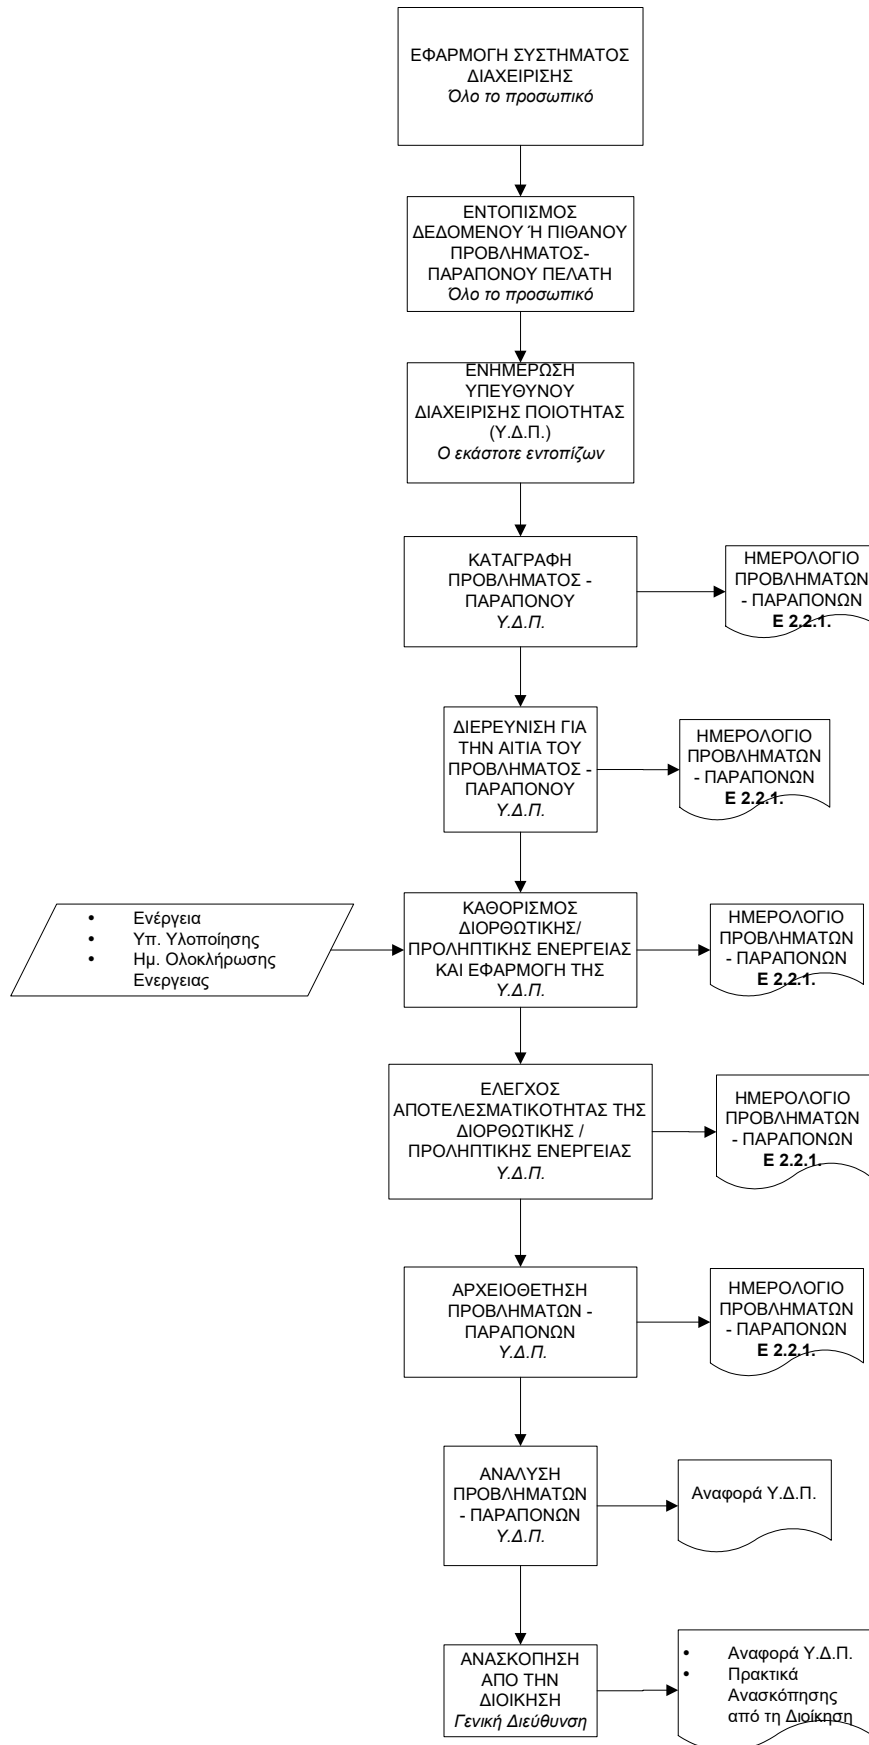 ΕΦΑΡΜΟΓΗ ΣΥΣΤΗΜΑΤΟΣ
ΔΙΑΧΕΙΡΙΣΗΣ
Όλο το προσωπικό
ΕΝΤΟΠΙΣΜΟΣ
ΔΕΔΟΜΕΝΟΥ Ή ΠΙΘΑΝΟΥ
ΠΡΟΒΛΗΜΑΤΟΣ-
ΠΑΡΑΠΟΝΟΥ ΠΕΛΑΤΗ
Όλο το προσωπικό
ΕΝΗΜΕΡΩΣΗ
ΥΠΕΥΘΥΝΟΥ
ΔΙΑΧΕΙΡΙΣΗΣ ΠΟΙΟΤΗΤΑΣ
(Υ.Δ.Π.)
Ο εκάστοτε εντοπίζων
ΚΑΤΑΓΡΑΦΗ
ΠΡΟΒΛΗΜΑΤΟΣ -
ΠΑΡΑΠΟΝΟΥ
Υ.Δ.Π.
ΗΜΕΡΟΛΟΓΙΟ
ΠΡΟΒΛΗΜΑΤΩΝ
- ΠΑΡΑΠΟΝΩΝ
Ε 2.2.1.
ΔΙΕΡΕΥΝΙΣΗ ΓΙΑ
ΤΗΝ ΑΙΤΙΑ ΤΟΥ
ΠΡΟΒΛΗΜΑΤΟΣ -
ΠΑΡΑΠΟΝΟΥ
Υ.Δ.Π.
ΗΜΕΡΟΛΟΓΙΟ
ΠΡΟΒΛΗΜΑΤΩΝ
- ΠΑΡΑΠΟΝΩΝ
Ε 2.2.1.
• Ενέργεια
• Υπ. Υλοποίησης
• Ημ. Ολοκλήρωσης
Ενεργειας
ΚΑΘΟΡΙΣΜΟΣ
ΔΙΟΡΘΩΤΙΚΗΣ/
ΠΡΟΛΗΠΤΙΚΗΣ ΕΝΕΡΓΕΙΑΣ
ΚΑΙ ΕΦΑΡΜΟΓΗ ΤΗΣ
Υ.Δ.Π.
ΗΜΕΡΟΛΟΓΙΟ
ΠΡΟΒΛΗΜΑΤΩΝ
- ΠΑΡΑΠΟΝΩΝ
Ε 2.2.1.
ΕΛΕΓΧΟΣ
ΑΠΟΤΕΛΕΣΜΑΤΙΚΟΤΗΤΑΣ ΤΗΣ
ΔΙΟΡΘΩΤΙΚΗΣ /
ΠΡΟΛΗΠΤΙΚΗΣ ΕΝΕΡΓΕΙΑΣ
Υ.Δ.Π.
ΗΜΕΡΟΛΟΓΙΟ
ΠΡΟΒΛΗΜΑΤΩΝ
- ΠΑΡΑΠΟΝΩΝ
Ε 2.2.1.
ΑΡΧΕΙΟΘΕΤΗΣΗ
ΠΡΟΒΛΗΜΑΤΩΝ -
ΠΑΡΑΠΟΝΩΝ
Υ.Δ.Π.
ΗΜΕΡΟΛΟΓΙΟ
ΠΡΟΒΛΗΜΑΤΩΝ
- ΠΑΡΑΠΟΝΩΝ
Ε 2.2.1.
ΑΝΑΛΥΣΗ
ΠΡΟΒΛΗΜΑΤΩΝ
- ΠΑΡΑΠΟΝΩΝ
Υ.Δ.Π.
Αναφορά Υ.Δ.Π.
ΑΝΑΣΚΟΠΗΣΗ
ΑΠΟ ΤΗΝ
ΔΙΟΙΚΗΣΗ
Γενική Διεύθυνση
• Αναφορά Υ.Δ.Π.
• Πρακτικά
Ανασκόπησης
από τη Διοίκηση